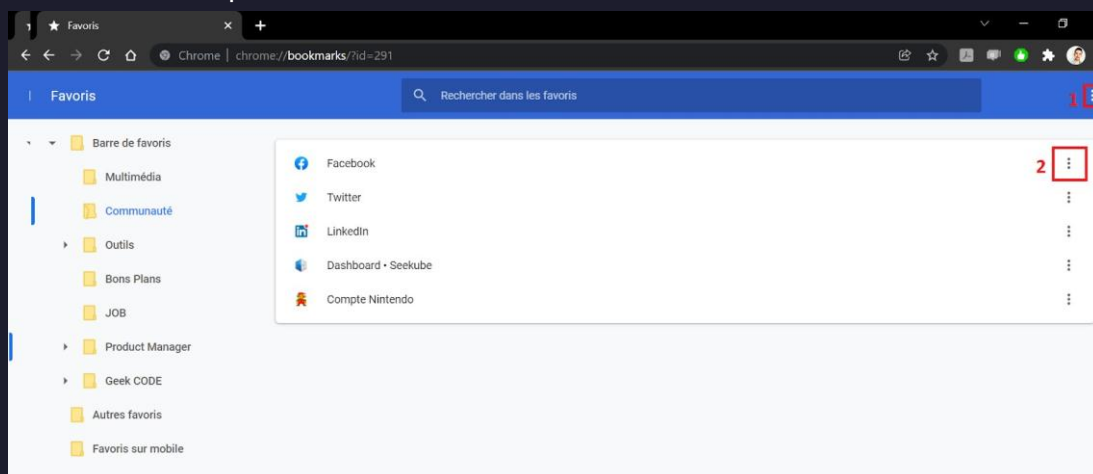 Favoris
Chrome | chrome://bookmarks/?id=291
Favoris
Rechercher dans les favoris
1
Barre de favoris
Multimédia
Communauté
Outils
Bons Plans
JOB
Product Manager
Geek CODE
Autres favoris
Favoris sur mobile
Facebook
2
Twitter
LinkedIn
Dashboard • Seekube
Compte Nintendo